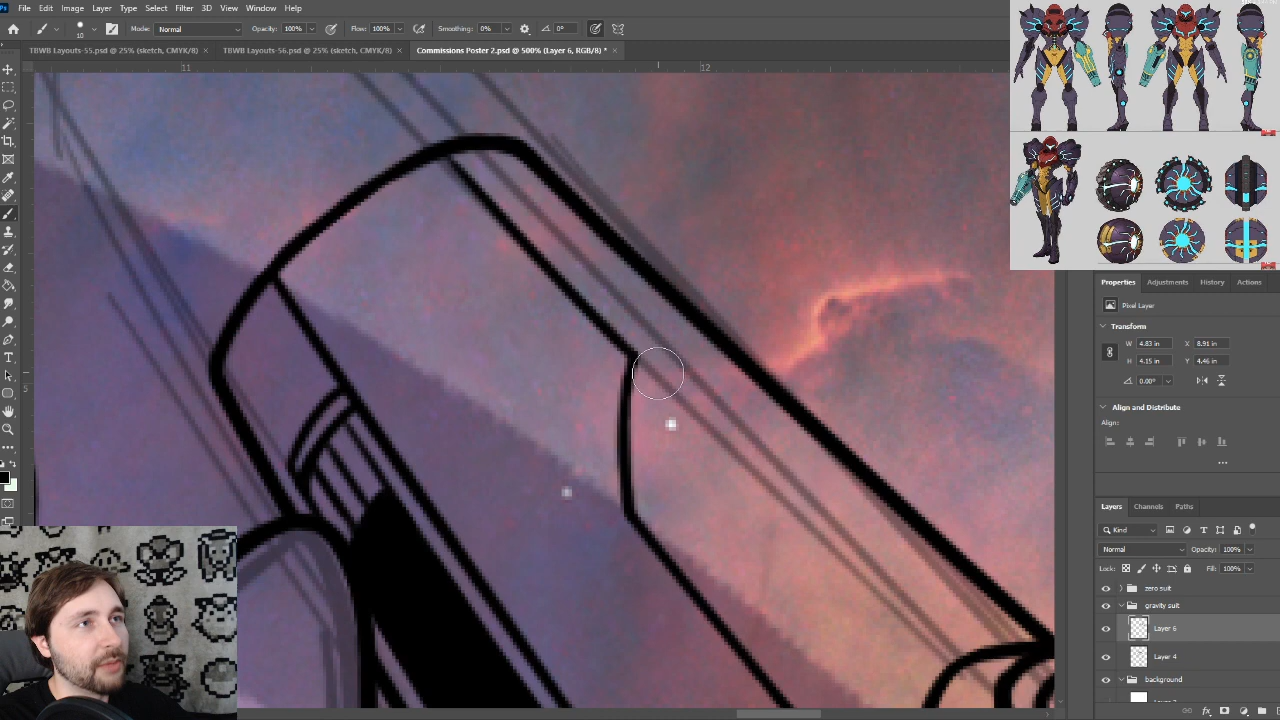 File Edit Image Layer Type Select Filter 3D View Window Help
10 Mode: Normal Opacity: 100% Flow: 100% Smoothing: 0% 0°
TBWB Layouts-55.psd @ 25% (sketch, CMYK/8) × TBWB Layouts-56.psd @ 25% (sketch, CMYK/8) × Commissions Poster 2.psd @ 500% (Layer 6, RGB/8) * ×
11 12
5
Properties Adjustments History Actions
Pixel Layer
Transform
W 4.83 in X 8.91 in
H 4.15 in Y 4.46 in
0.00°
Align and Distribute
Align:
Layers Channels Paths
Kind
Normal Opacity: 100%
Lock: Fill: 100%
zero suit
gravity suit
Layer 6
Layer 4
background
fx